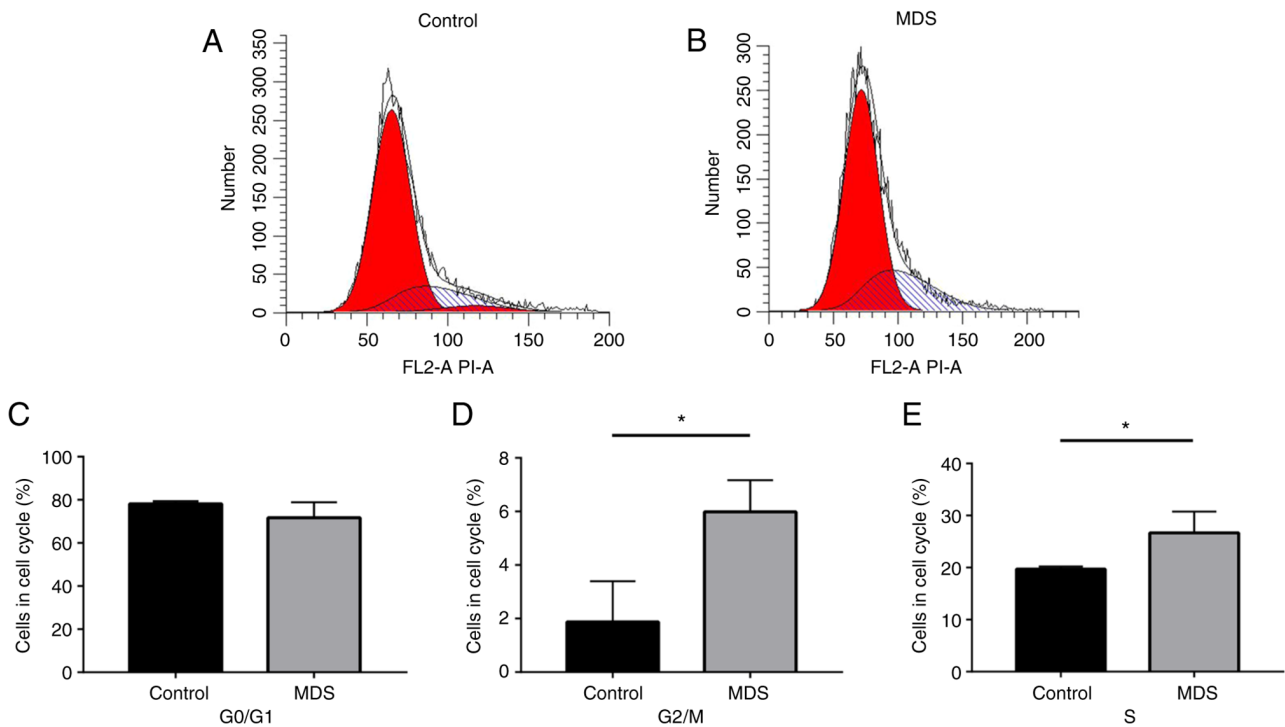 A
Control
350
300
250
200
150
100
50
0
Number
0 50 100 150 200
FL2-A PI-A
B
MDS
300
250
200
150
100
50
0
Number
0 50 100 150 200
FL2-A PI-A
C
100
80
60
40
20
0
Cells in cell cycle (%)
Control MDS
G0/G1
D
*
8
6
4
2
0
Cells in cell cycle (%)
Control MDS
G2/M
E
*
40
30
20
10
0
Cells in cell cycle (%)
Control MDS
S